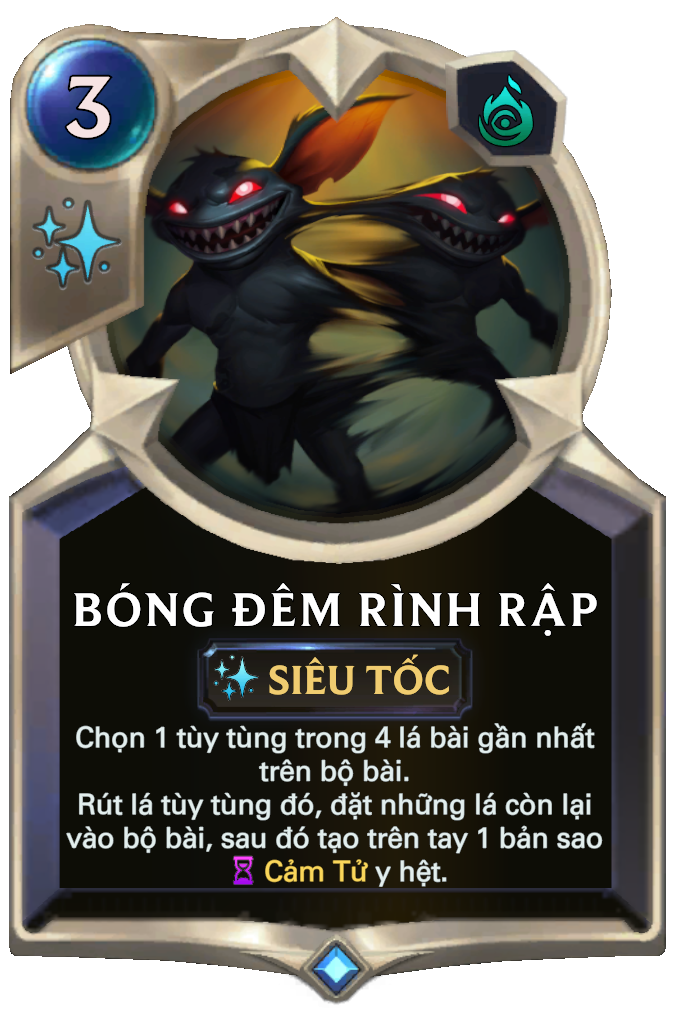 3
BÓNG ĐÊM RÌNH RẬP
SIÊU TỐC
Chọn 1 tùy tùng trong 4 lá bài gần nhất
trên bộ bài.
Rút lá tùy tùng đó, đặt những lá còn lại
vào bộ bài, sau đó tạo trên tay 1 bản sao
Cảm Tử y hệt.